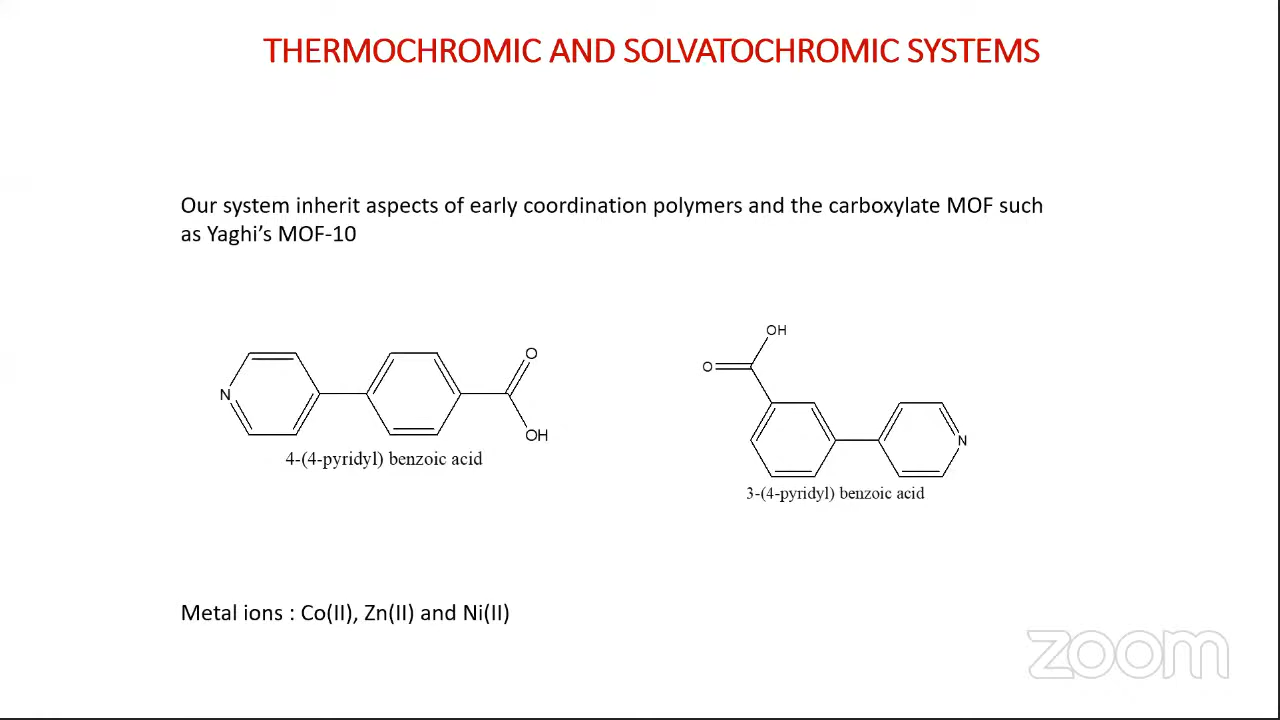 THERMOCHROMIC AND SOLVATOCHROMIC SYSTEMS
Our system inherit aspects of early coordination polymers and the carboxylate MOF such
as Yaghi's MOF-10
N
O
OH
4-(4-pyridyl) benzoic acid
OH
O
N
3-(4-pyridyl) benzoic acid
Metal ions : Co(II), Zn(II) and Ni(II)
zoom